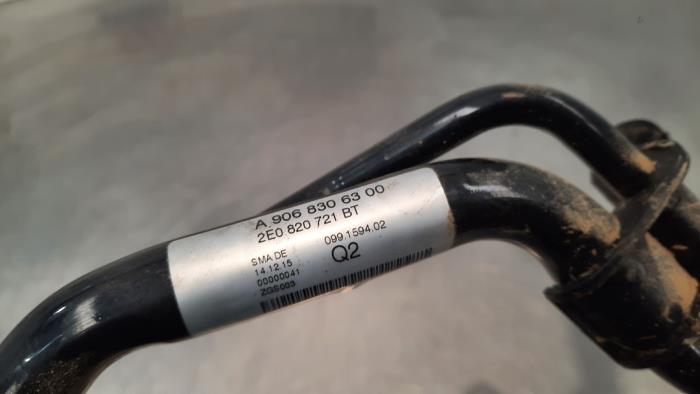 A 906 830 63 00
2E0 820 721 BT
SMA DE 099.1594.02
14.12.15 Q2
00000041
ZGS003